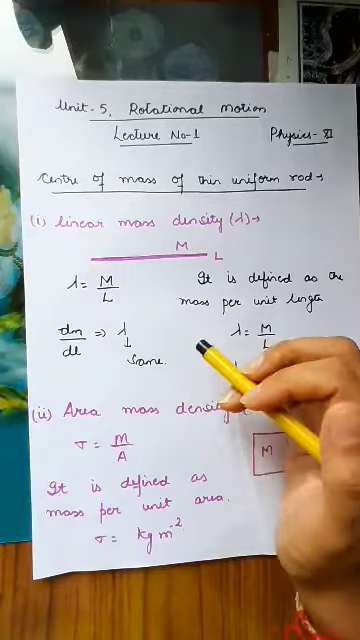 Unit-5, Rotational motion
Lecture No-1 Physics-XI
Centre of mass of thin uniform rod→
(i) linear mass density (λ)→
M L
λ = M/L It is defined as the
mass per unit length
dm/dl ⇒ λ λ = M/L
↓
Same.
(ii) Area mass density
σ = M/A M
It is defined as
mass per unit area.
σ = kg m⁻²